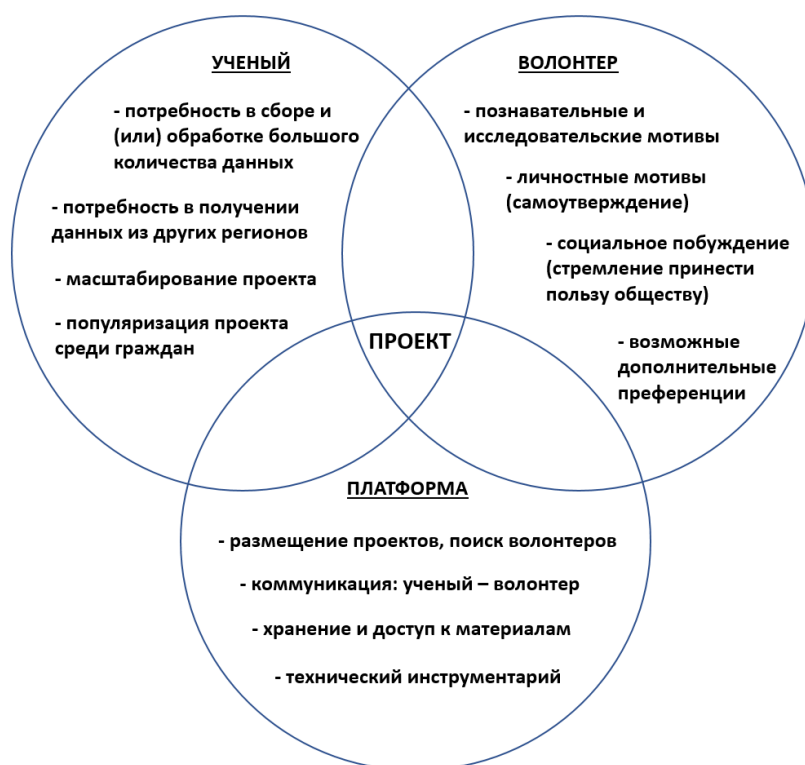 УЧЕНЫЙ
- потребность в сборе и
(или) обработке большого
количества данных
- потребность в получении
данных из других регионов
- масштабирование проекта
- популяризация проекта
среди граждан
ВОЛОНТЕР
- познавательные и
исследовательские мотивы
- личностные мотивы
(самоутверждение)
- социальное побуждение
(стремление принести
пользу обществу)
- возможные
дополнительные
преференции
ПРОЕКТ
ПЛАТФОРМА
- размещение проектов, поиск волонтеров
- коммуникация: ученый – волонтер
- хранение и доступ к материалам
- технический инструментарий